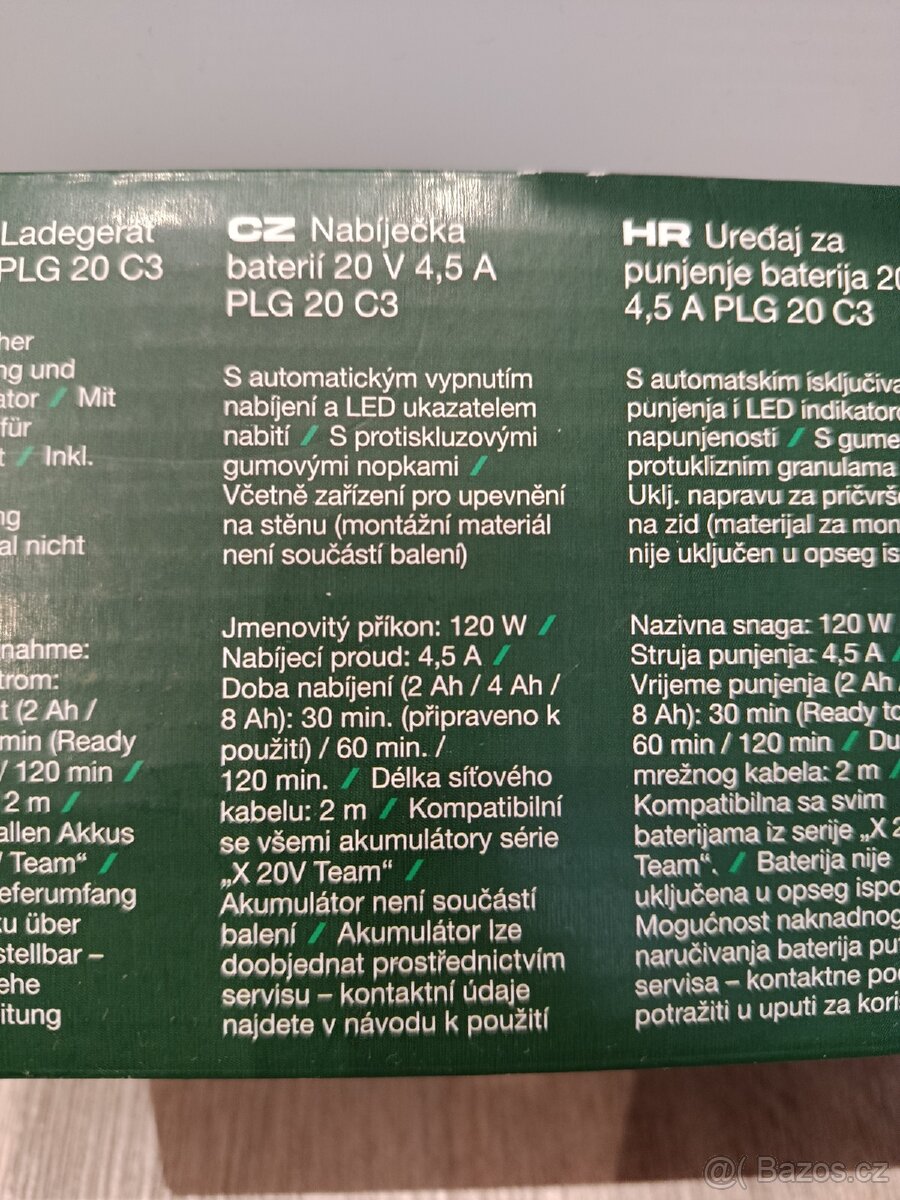 Ladegerät
PLG 20 C3
her
ng und
ator / Mit
für
t / Inkl.
ng
al nicht
nahme:
trom:
t (2 Ah /
min (Ready
/ 120 min /
2 m /
allen Akkus
/ Team“ /
eferumfang
ku über
stellbar –
ehe
itung
CZ Nabíječka
baterií 20 V 4,5 A
PLG 20 C3
S automatickým vypnutím
nabíjení a LED ukazatelem
nabití / S protiskluzovými
gumovými nopkami /
Včetně zařízení pro upevnění
na stěnu (montážní materiál
není součástí balení)
Jmenovitý příkon: 120 W /
Nabíjecí proud: 4,5 A /
Doba nabíjení (2 Ah / 4 Ah /
8 Ah): 30 min. (připraveno k
použití) / 60 min. /
120 min. / Délka síťového
kabelu: 2 m / Kompatibilní
se všemi akumulátory série
„X 20V Team“ /
Akumulátor není součástí
balení / Akumulátor lze
doobjednat prostřednictvím
servisu – kontaktní údaje
najdete v návodu k použití
HR Uređaj za
punjenje baterija 20
4,5 A PLG 20 C3
S automatskim isključiva
punjenja i LED indikatoro
napunjenosti / S gume
protukliznim granulama
Uklj. napravu za pričvrš
na zid (materijal za mon
nije uključen u opseg is
Nazivna snaga: 120 W
Struja punjenja: 4,5 A /
Vrijeme punjenja (2 Ah
8 Ah): 30 min (Ready to
60 min / 120 min / Du
mrežnog kabela: 2 m /
Kompatibilna sa svim
baterijama iz serije „X 2
Team“. / Baterija nije
uključena u opseg ispo
Mogućnost naknadnog
naručivanja baterija put
servisa – kontaktne po
potražiti u uputi za kori
@( Bazos.cz